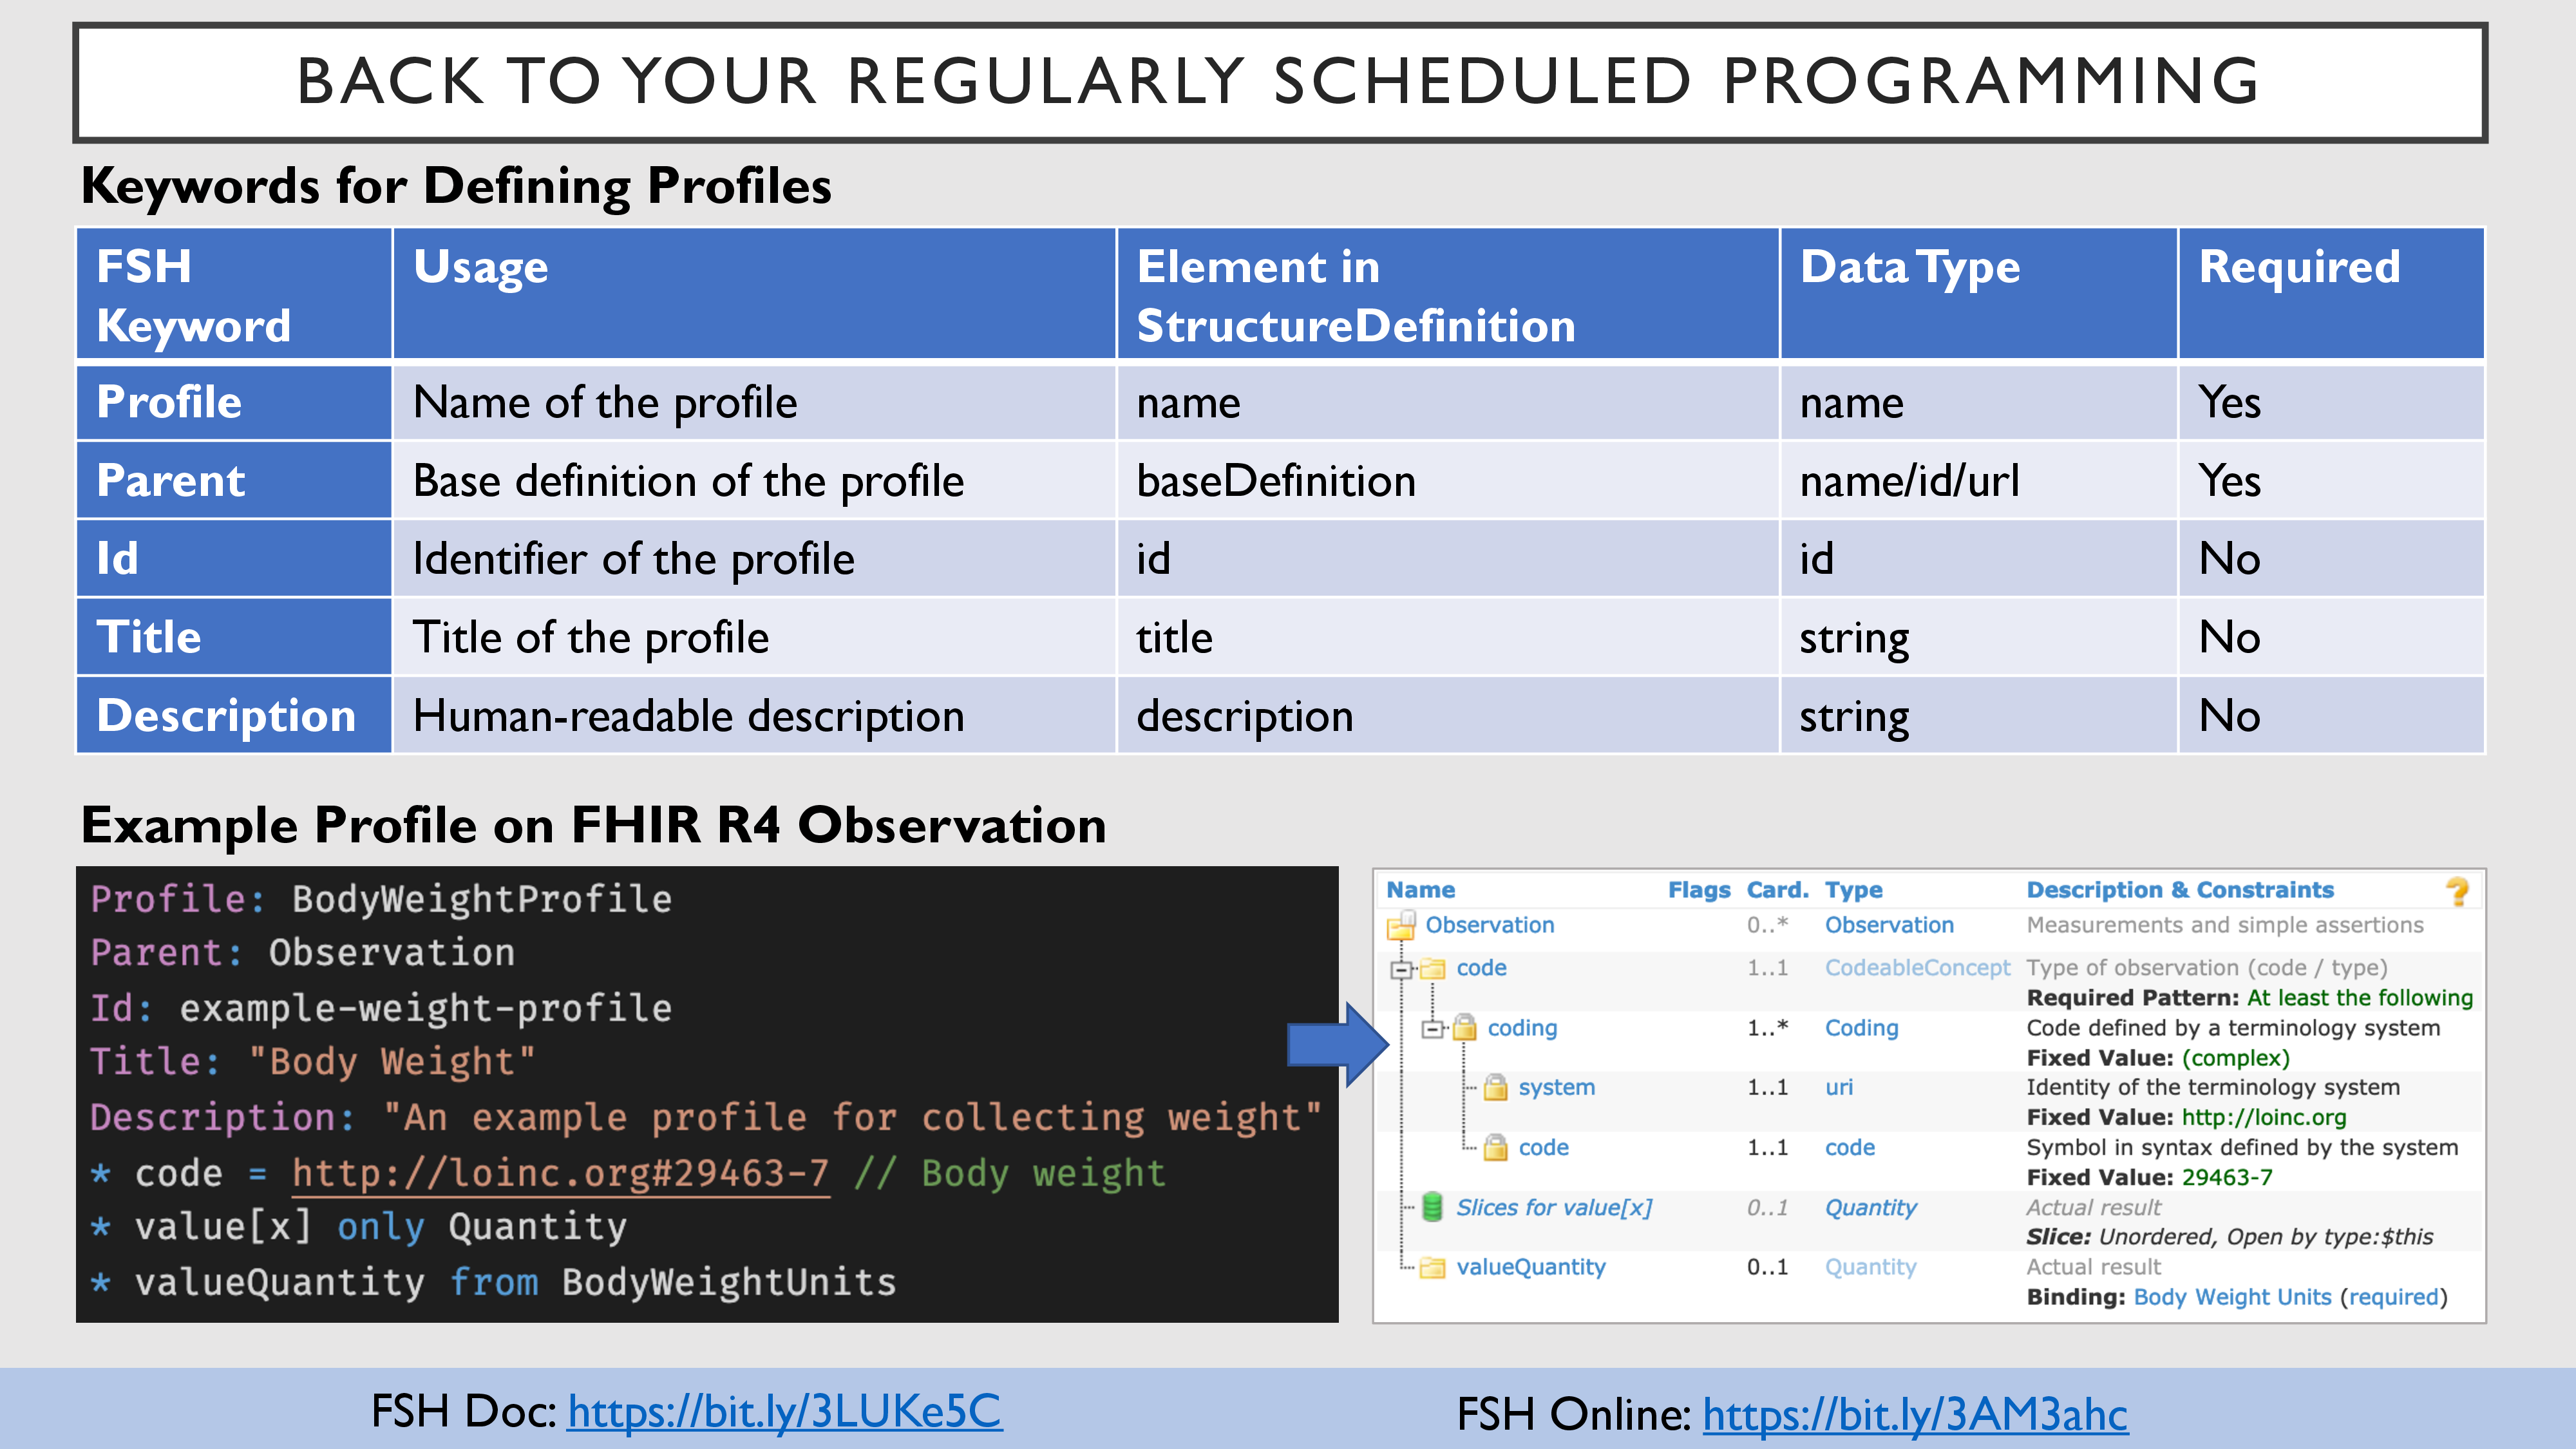 BACK TO YOUR REGULARLY SCHEDULED PROGRAMMING
Keywords for Defining Profiles
FSH Keyword Usage Element in StructureDefinition Data Type Required
Profile Name of the profile name name Yes
Parent Base definition of the profile baseDefinition name/id/url Yes
Id Identifier of the profile id id No
Title Title of the profile title string No
Description Human-readable description description string No
Example Profile on FHIR R4 Observation
Profile: BodyWeightProfile
Parent: Observation
Id: example-weight-profile
Title: "Body Weight"
Description: "An example profile for collecting weight"
* code = http://loinc.org#29463-7 // Body weight
* value[x] only Quantity
* valueQuantity from BodyWeightUnits
Name Flags Card. Type Description & Constraints ?
Observation 0..* Observation Measurements and simple assertions
code 1..1 CodeableConcept Type of observation (code / type)
Required Pattern: At least the following
coding 1..* Coding Code defined by a terminology system
Fixed Value: (complex)
system 1..1 uri Identity of the terminology system
Fixed Value: http://loinc.org
code 1..1 code Symbol in syntax defined by the system
Fixed Value: 29463-7
Slices for value[x] 0..1 Quantity Actual result
Slice: Unordered, Open by type:$this
valueQuantity 0..1 Quantity Actual result
Binding: Body Weight Units (required)
FSH Doc: https://bit.ly/3LUKe5C
FSH Online: https://bit.ly/3AM3ahc